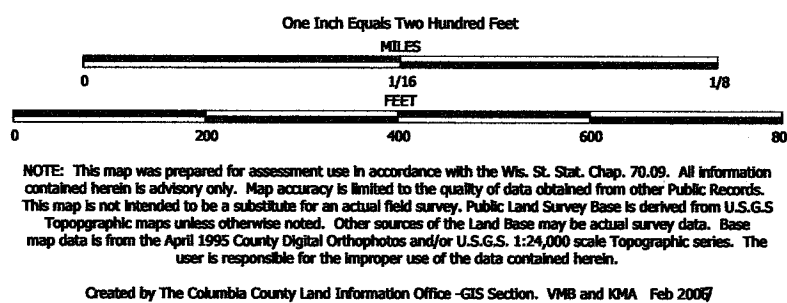 One Inch Equals Two Hundred Feet
MILES
0 1/16 1/8
FEET
0 200 400 600 80
NOTE: This map was prepared for assessment use in accordance with the Wis. St. Stat. Chap. 70.09. All information
contained herein is advisory only. Map accuracy is limited to the quality of data obtained from other Public Records.
This map is not intended to be a substitute for an actual field survey. Public Land Survey Base is derived from U.S.G.S
Topopgraphic maps unless otherwise noted. Other sources of the Land Base may be actual survey data. Base
map data is from the April 1995 County Digital Orthophotos and/or U.S.G.S. 1:24,000 scale Topographic series. The
user is responsible for the improper use of the data contained herein.
Created by The Columbia County Land Information Office -GIS Section. VMB and KMA Feb